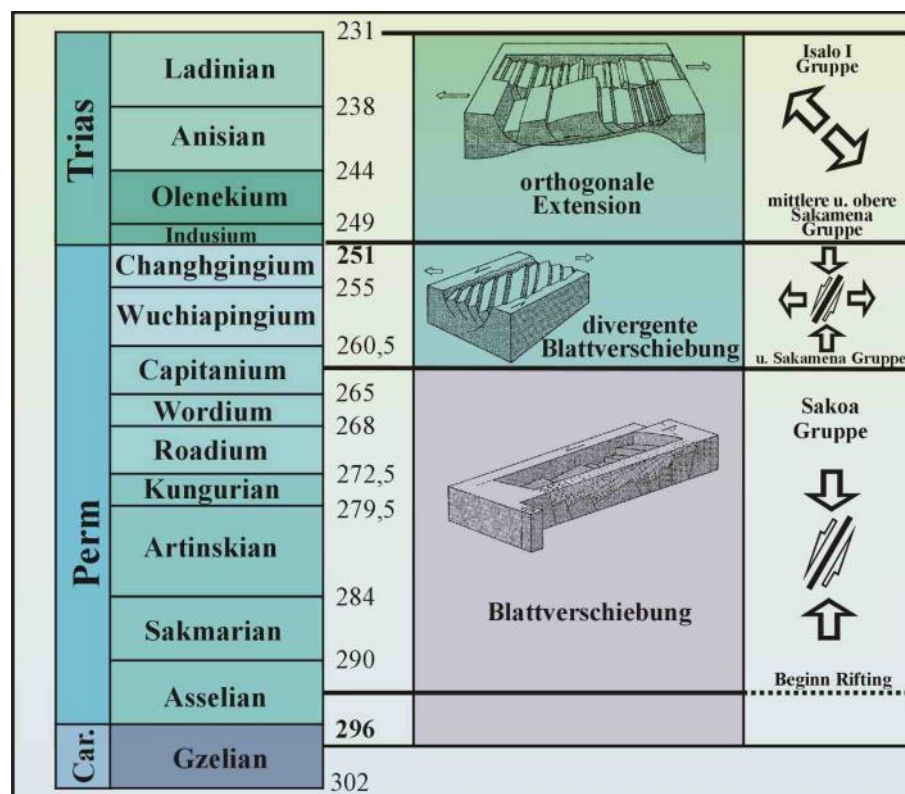 Trias
Ladinian
Anisian
Olenekium
Indusium
Perm
Changhgingium
Wuchiapingium
Capitanium
Wordium
Roadium
Kungurian
Artinskian
Sakmarian
Asselian
Car.
Gzelian
231
238
244
249
251
255
260,5
265
268
272,5
279,5
284
290
296
302
orthogonale
Extension
divergente
Blattverschiebung
Blattverschiebung
Isalo I
Gruppe
mittlere u. obere
Sakamena
Gruppe
u. Sakamena Gruppe
Sakoa
Gruppe
Beginn Rifting